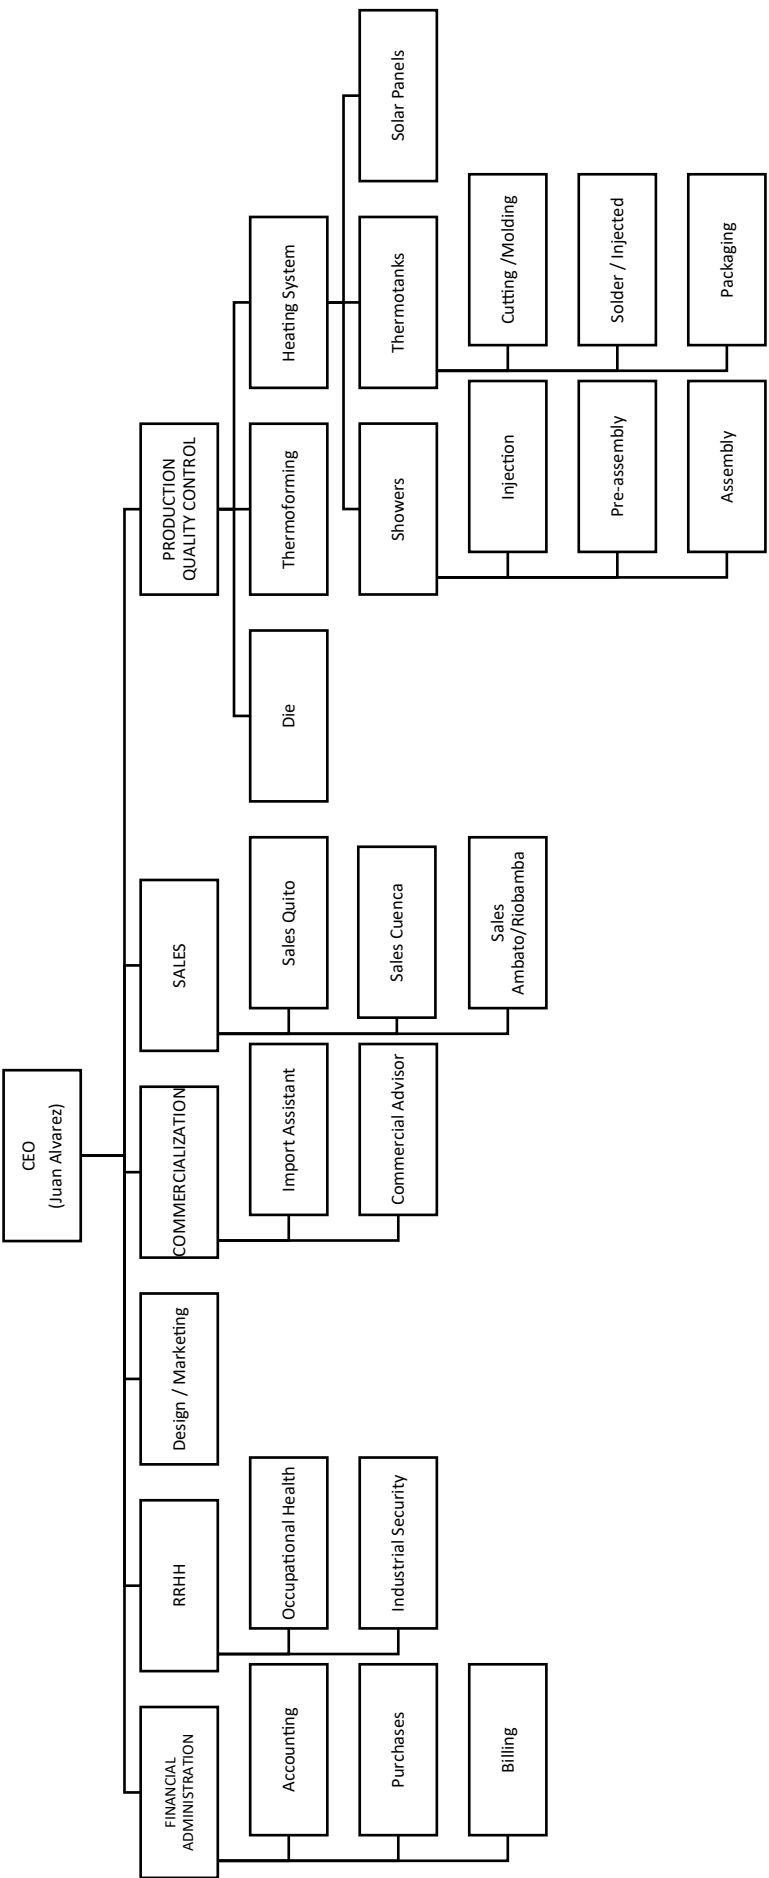 CEO
(Juan Alvarez)
FINANCIAL
ADMINISTRATION
RRHH
Design / Marketing
COMMERCIALIZATION
SALES
PRODUCTION
QUALITY CONTROL
Accounting
Purchases
Billing
Occupational Health
Industrial Security
Import Assistant
Commercial Advisor
Sales Quito
Sales Cuenca
Sales
Ambato/Riobamba
Die
Thermoforming
Heating System
Showers
Injection
Pre-assembly
Assembly
Thermotanks
Cutting /Molding
Solder / Injected
Packaging
Solar Panels